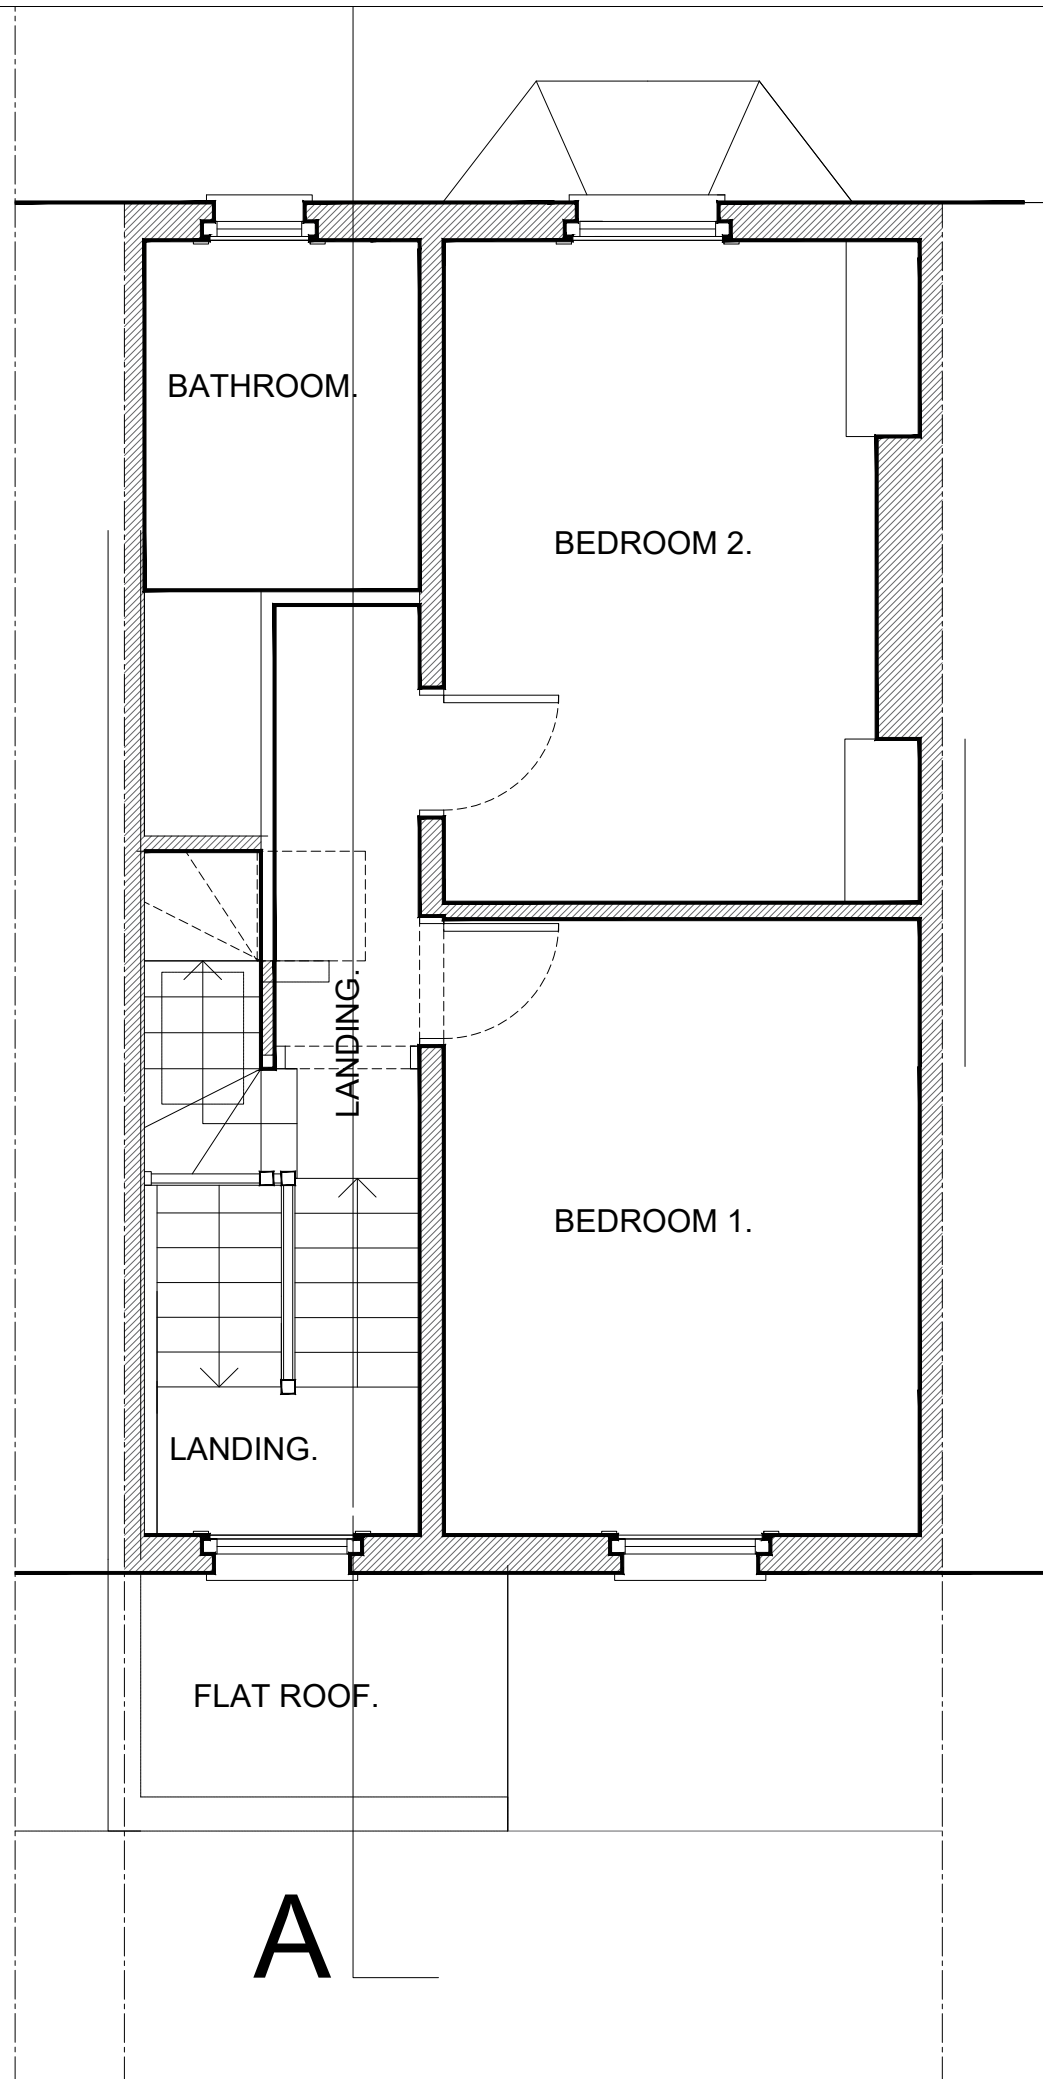 BATHROOM.
BEDROOM 2.
LANDING.
BEDROOM 1.
LANDING.
FLAT ROOF.
A